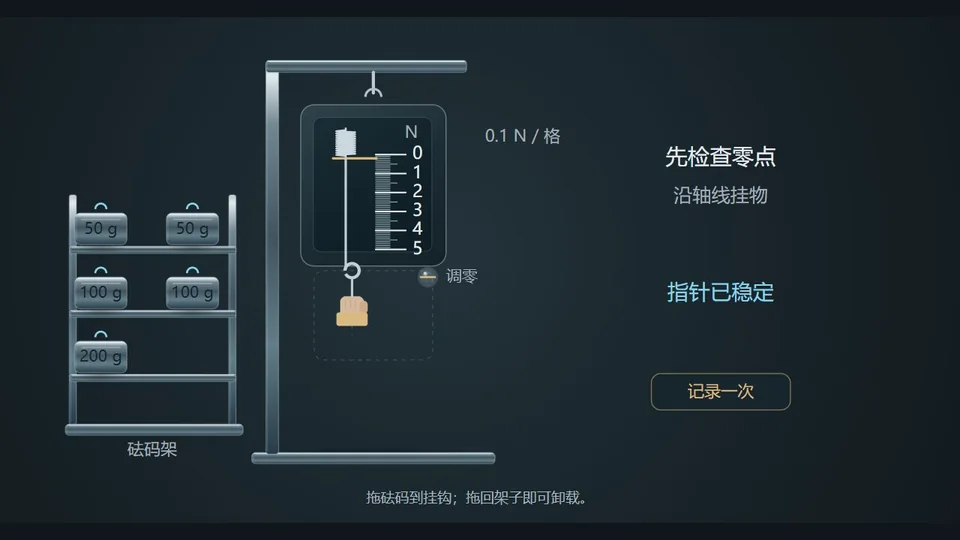 N
0
1
2
3
4
5
0.1 N / 格
调零
50 g
50 g
100 g
100 g
200 g
砝码架
先检查零点
沿轴线挂物
指针已稳定
记录一次
拖砝码到挂钩；拖回架子即可卸载。